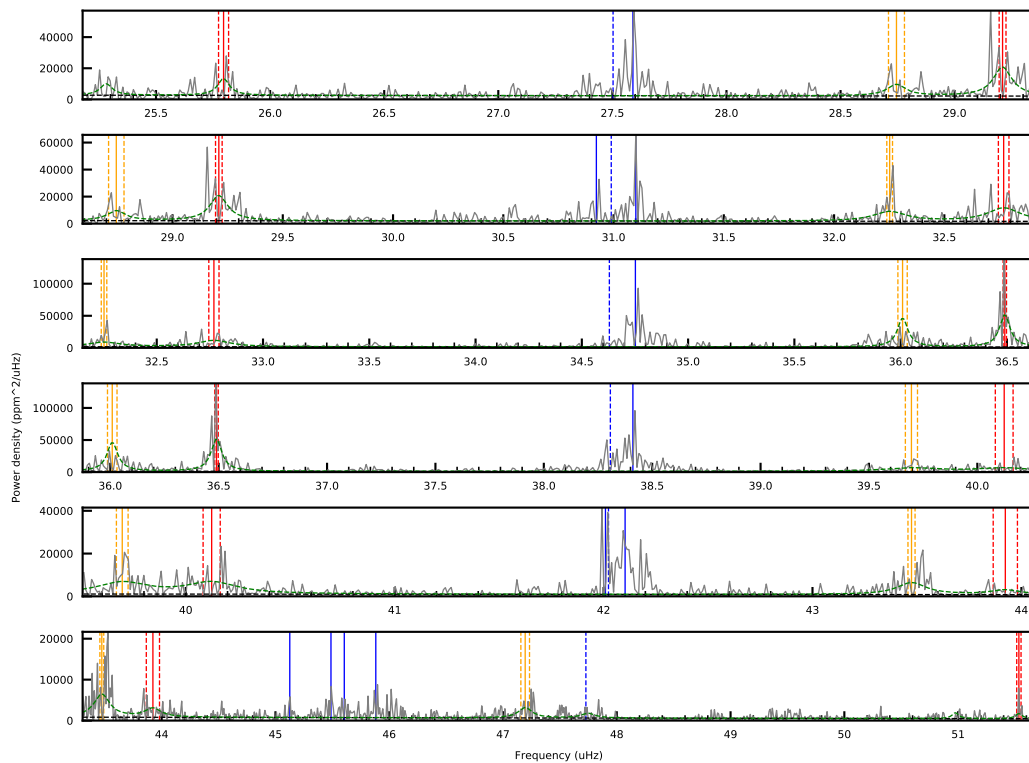 40000
20000
0
25.5 26.0 26.5 27.0 27.5 28.0 28.5 29.0
60000
40000
20000
0
29.0 29.5 30.0 30.5 31.0 31.5 32.0 32.5
100000
50000
0
32.5 33.0 33.5 34.0 34.5 35.0 35.5 36.0 36.5
Power density (ppm^2/uHz)
100000
50000
0
36.0 36.5 37.0 37.5 38.0 38.5 39.0 39.5 40.0
40000
20000
0
40 41 42 43 44
20000
10000
0
44 45 46 47 48 49 50 51
Frequency (uHz)